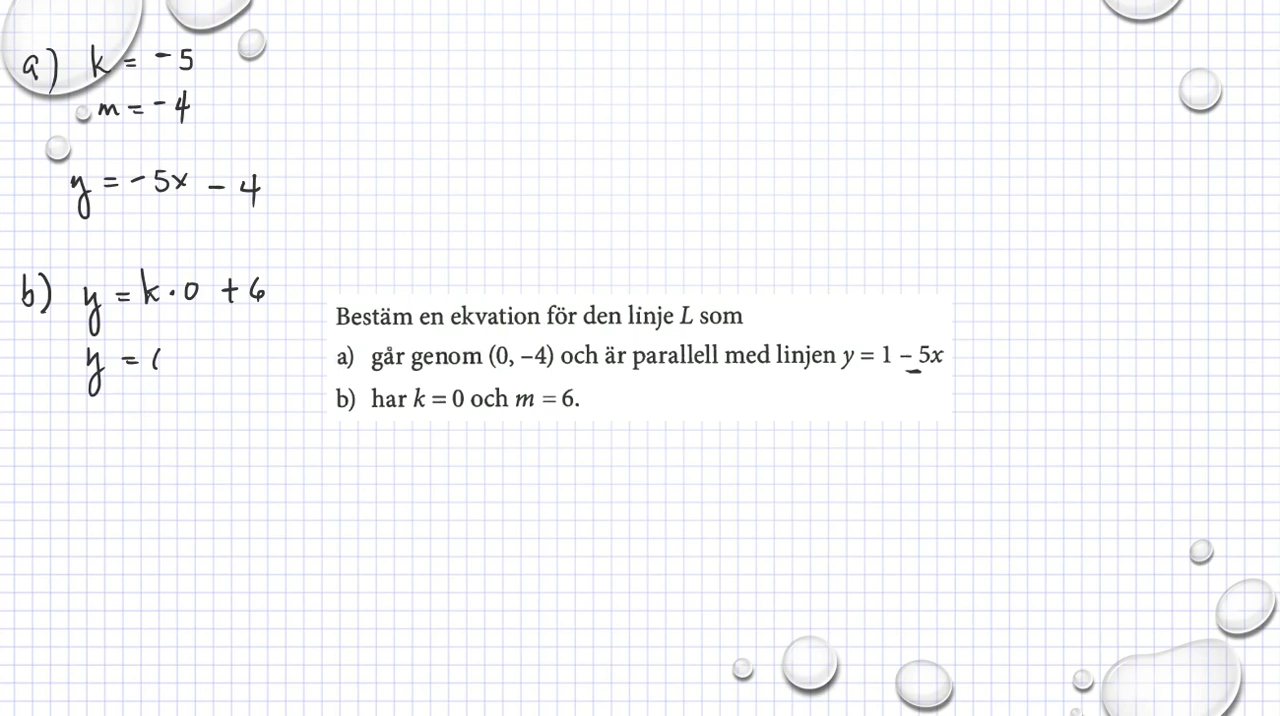 a) k = -5
m = -4
y = -5x - 4
b) y = k · 0 + 6
y = (
Bestäm en ekvation för den linje L som
a) går genom (0, –4) och är parallell med linjen y = 1 – 5x
b) har k = 0 och m = 6.